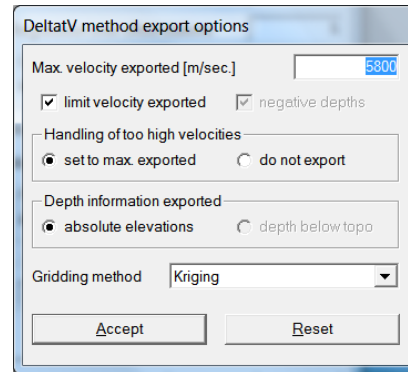 DeltatV method export options
Max. velocity exported [m/sec.] 5800
limit velocity exported negative depths
Handling of too high velocities
set to max. exported do not export
Depth information exported
absolute elevations depth below topo
Gridding method Kriging
Accept Reset